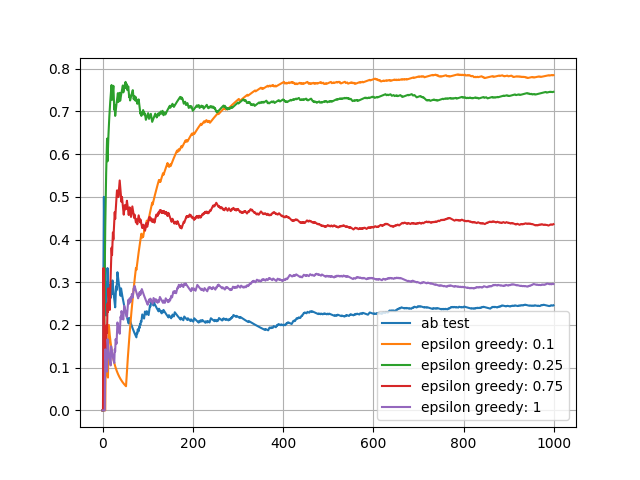 0.8
0.7
0.6
0.5
0.4
0.3
0.2
0.1
0.0
0 200 400 600 800 1000
ab test
epsilon greedy: 0.1
epsilon greedy: 0.25
epsilon greedy: 0.75
epsilon greedy: 1